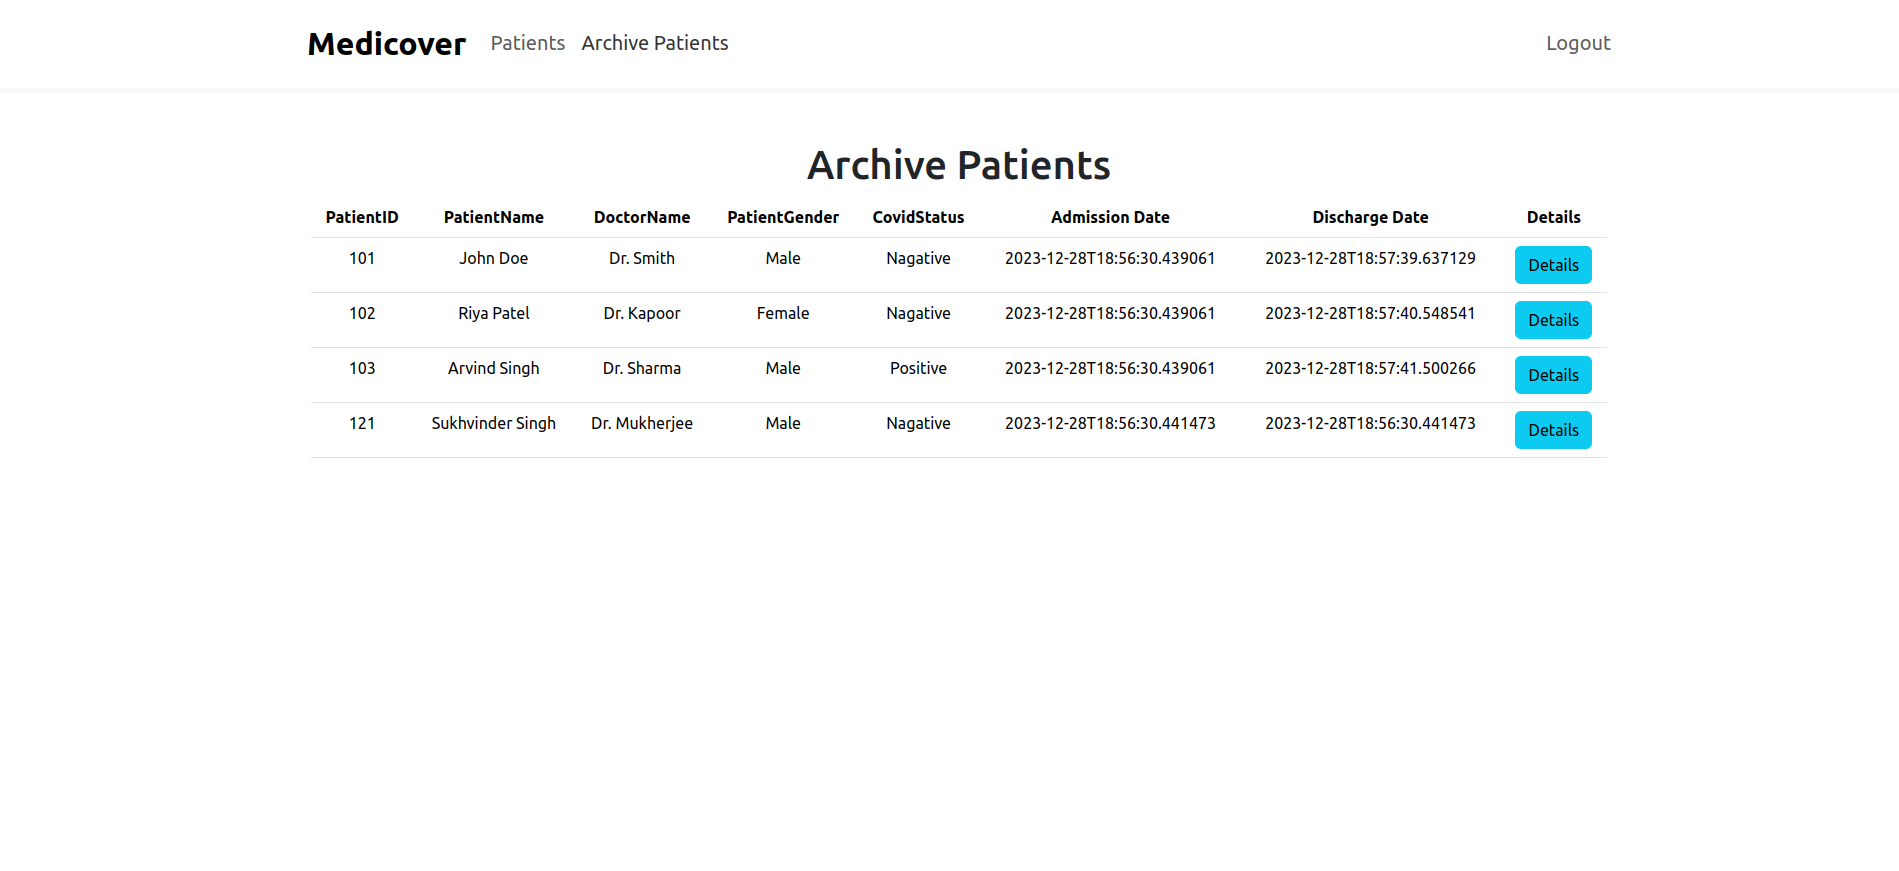 Medicover Patients Archive Patients Logout
Archive Patients
PatientID PatientName DoctorName PatientGender CovidStatus Admission Date Discharge Date Details
101 John Doe Dr. Smith Male Nagative 2023-12-28T18:56:30.439061 2023-12-28T18:57:39.637129 Details
102 Riya Patel Dr. Kapoor Female Nagative 2023-12-28T18:56:30.439061 2023-12-28T18:57:40.548541 Details
103 Arvind Singh Dr. Sharma Male Positive 2023-12-28T18:56:30.439061 2023-12-28T18:57:41.500266 Details
121 Sukhvinder Singh Dr. Mukherjee Male Nagative 2023-12-28T18:56:30.441473 2023-12-28T18:56:30.441473 Details